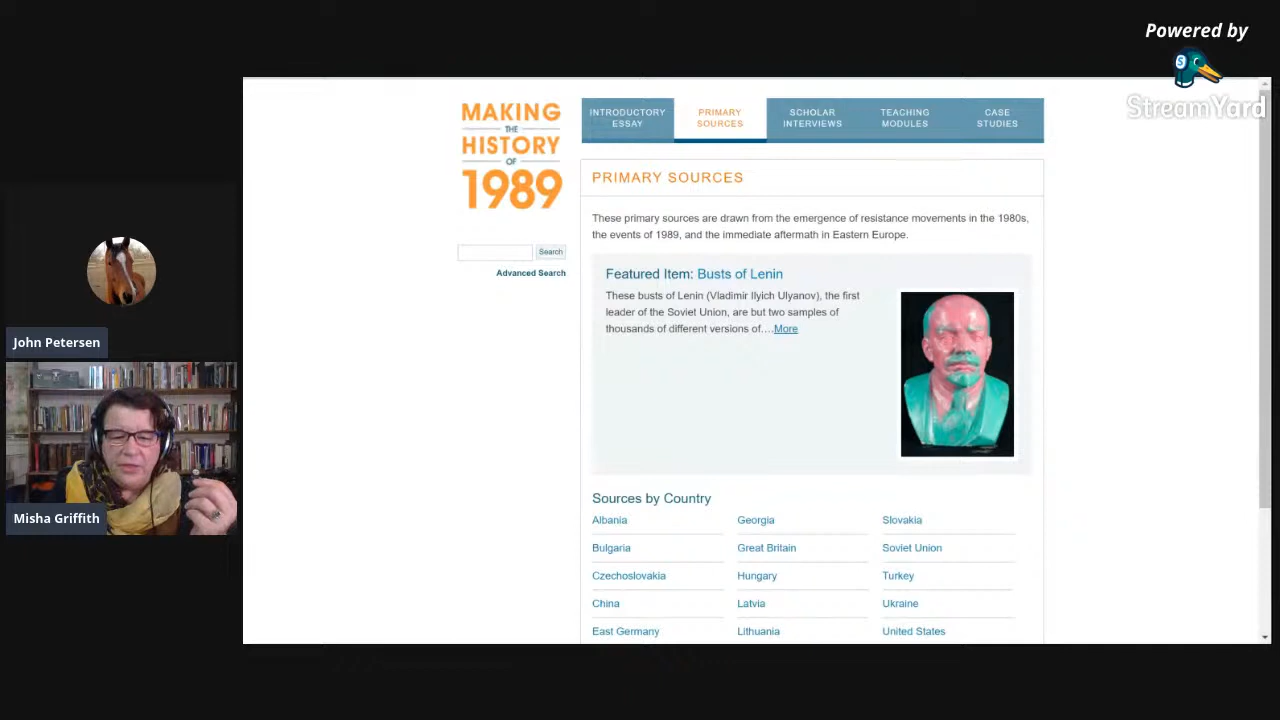 Powered by
StreamYard
MAKING
THE
HISTORY
OF
1989
INTRODUCTORY
ESSAY
PRIMARY
SOURCES
SCHOLAR
INTERVIEWS
TEACHING
MODULES
CASE
STUDIES
Search
Advanced Search
PRIMARY SOURCES
These primary sources are drawn from the emergence of resistance movements in the 1980s,
the events of 1989, and the immediate aftermath in Eastern Europe.
Featured Item: Busts of Lenin
These busts of Lenin (Vladimir Ilyich Ulyanov), the first
leader of the Soviet Union, are but two samples of
thousands of different versions of....More
Sources by Country
Albania
Georgia
Slovakia
Bulgaria
Great Britain
Soviet Union
Czechoslovakia
Hungary
Turkey
China
Latvia
Ukraine
East Germany
Lithuania
United States
John Petersen
Misha Griffith